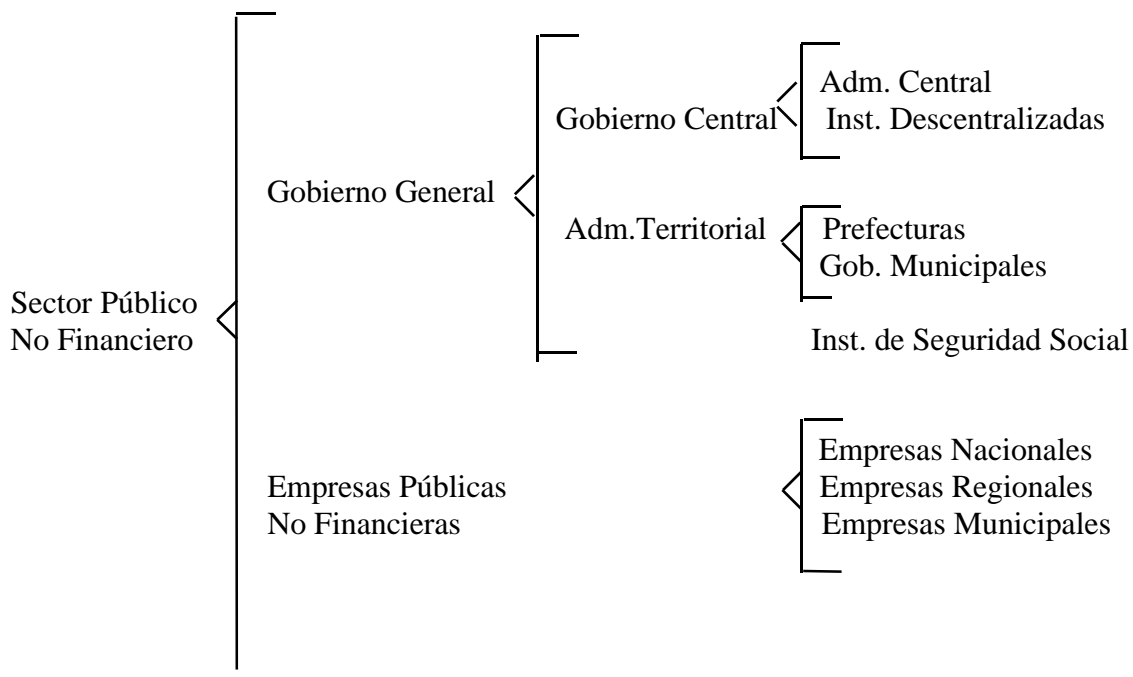 Adm. Central
Gobierno Central
Inst. Descentralizadas
Gobierno General
Adm.Territorial
Prefecturas
Gob. Municipales
Sector Público
No Financiero
Inst. de Seguridad Social
Empresas Nacionales
Empresas Públicas
Empresas Regionales
No Financieras
Empresas Municipales